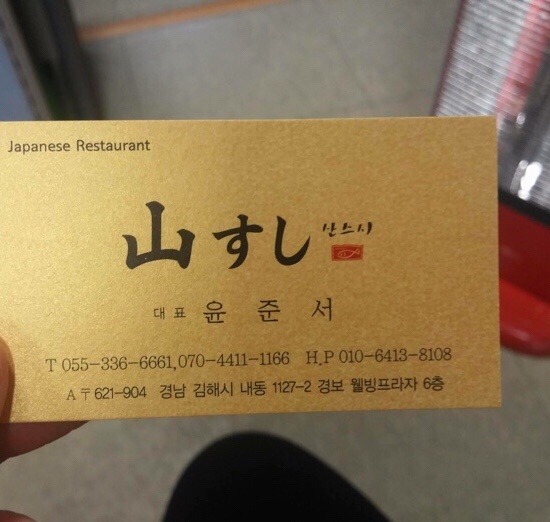 Japanese Restaurant
山すし 산스시
대표 윤준서
T 055-336-6661,070-4411-1166 H.P 010-6413-8108
A 〒621-904 경남 김해시 내동 1127-2 경보 웰빙프라자 6층